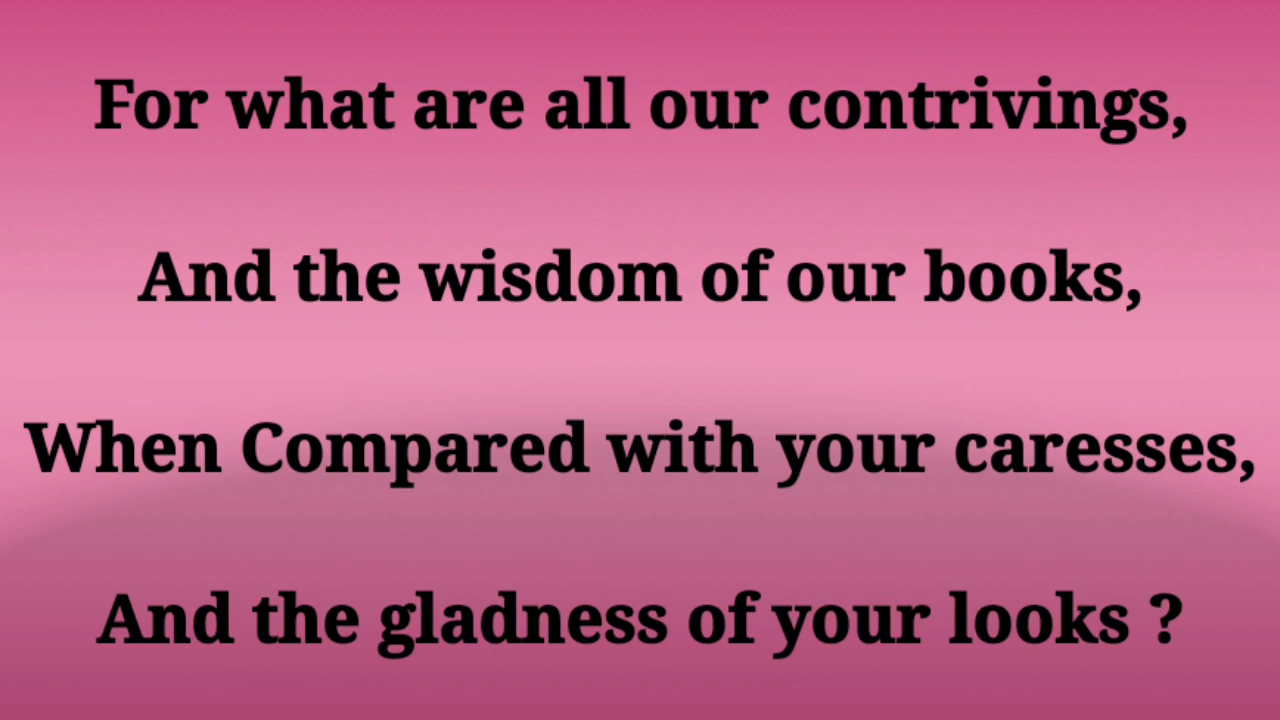 For what are all our contrivings,
And the wisdom of our books,
When Compared with your caresses,
And the gladness of your looks ?